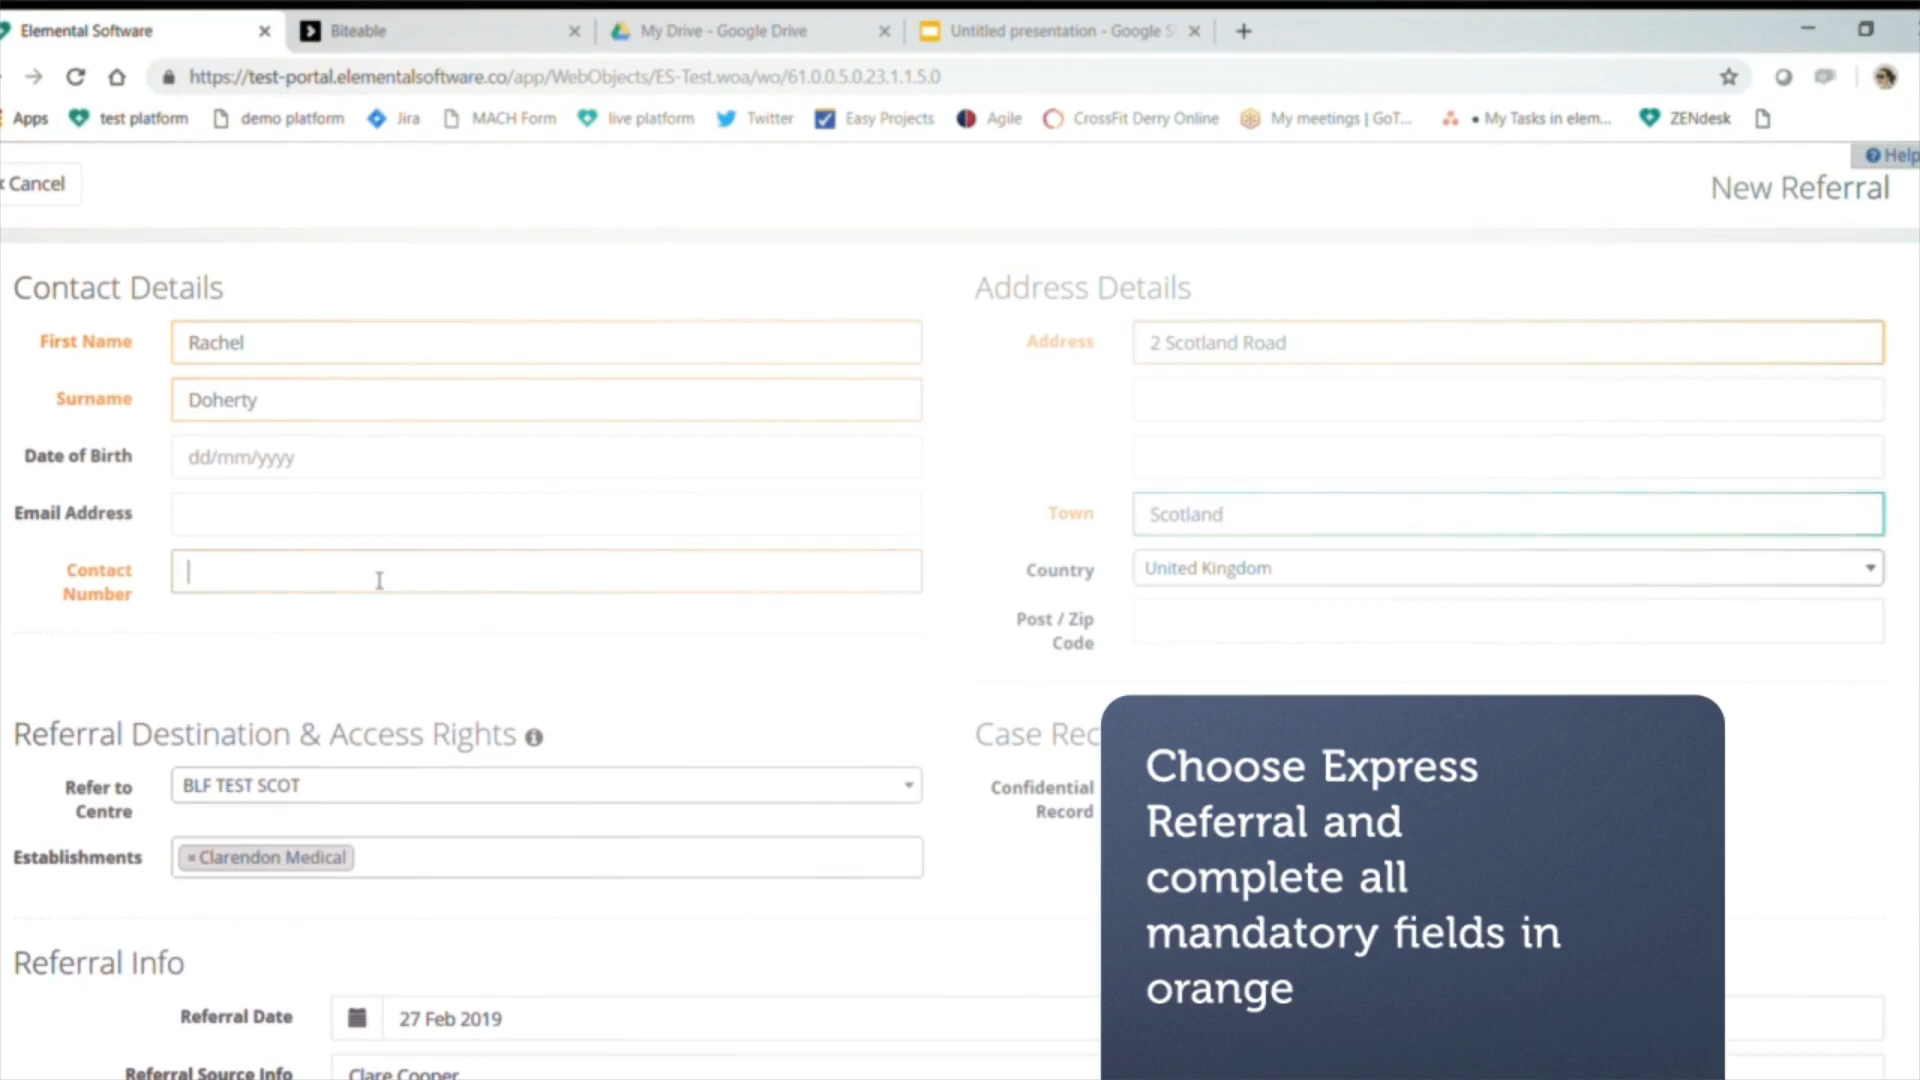 Elemental Software
Biteable
My Drive - Google Drive
Untitled presentation - Google S
https://test-portal.elementalsoftware.co/app/WebObjects/ES-Test.woa/wo/61.0.0.5.0.23.1.1.5.0
Apps test platform demo platform Jira MACH Form live platform Twitter Easy Projects Agile CrossFit Derry Online My meetings | GoT... • My Tasks in elem... ZENdesk
Help
Cancel
New Referral
Contact Details
First Name Rachel
Surname Doherty
Date of Birth dd/mm/yyyy
Email Address
Contact
Number
Address Details
Address 2 Scotland Road
Town Scotland
Country United Kingdom
Post / Zip
Code
Referral Destination & Access Rights
Refer to
Centre
BLF TEST SCOT
Establishments ×Clarendon Medical
Case Rec
Confidential
Record
Choose Express
Referral and
complete all
mandatory fields in
orange
Referral Info
Referral Date 27 Feb 2019
Referral Source Info Clare Cooper